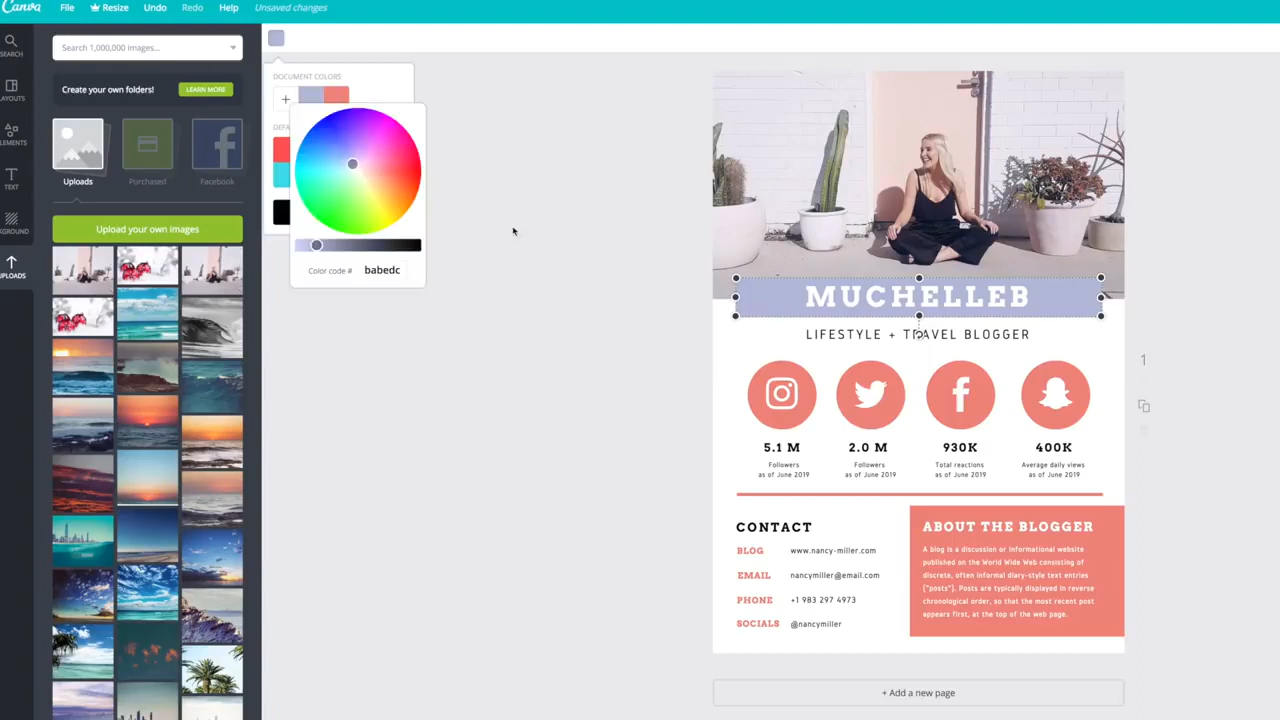 Canva
File
Resize
Undo
Redo
Help
Unsaved changes
SEARCH
Search 1,000,000 images...
Create your own folders!
LEARN MORE
Uploads
Purchased
Facebook
TEXT
Upload your own images
DOCUMENT COLORS
Color code #
babedc
MUCHELLEB
LIFESTYLE + TRAVEL BLOGGER
5.1 M
Followers
as of June 2019
2.0 M
Followers
as of June 2019
930K
Total reactions
as of June 2019
400K
Average daily views
as of June 2019
1
CONTACT
BLOG
www.nancy-miller.com
EMAIL
nancymiller@email.com
PHONE
+1 983 297 4973
SOCIALS
@nancymiller
ABOUT THE BLOGGER
A blog is a discussion or informational website
published on the World Wide Web consisting of
discrete, often informal diary-style text entries
("posts"). Posts are typically displayed in reverse
chronological order, so that the most recent post
appears first, at the top of the web page.
+ Add a new page